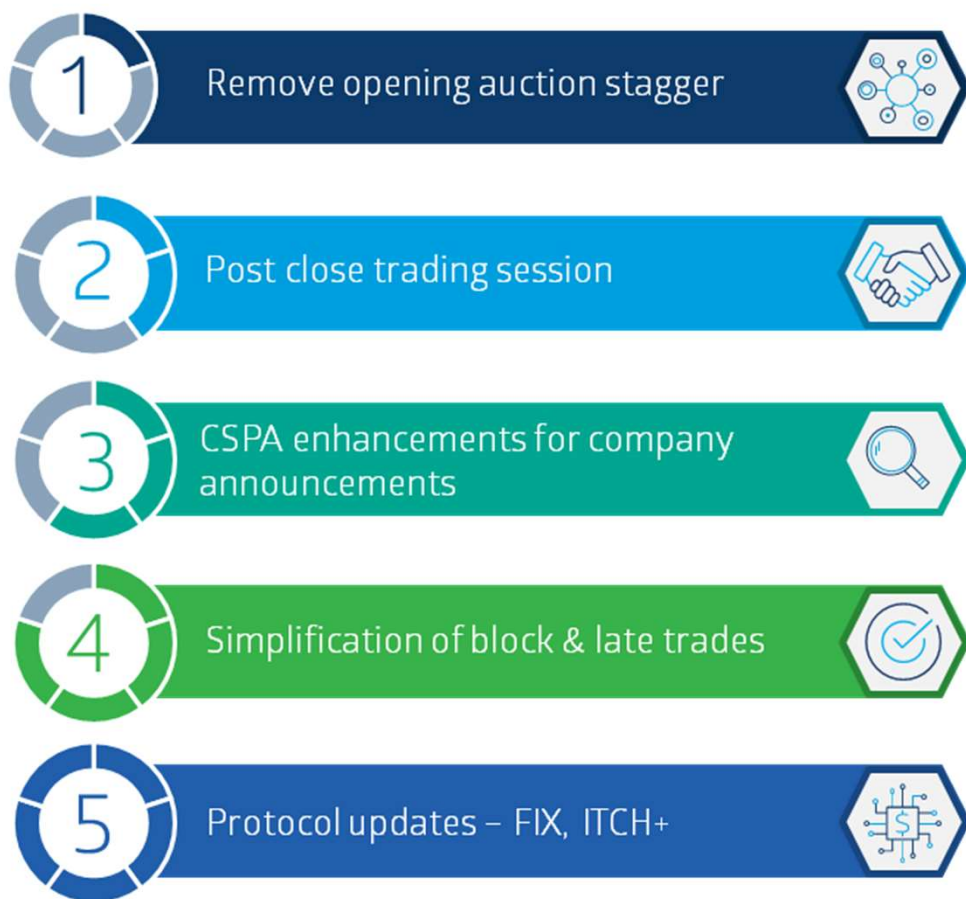 1
Remove opening auction stagger
2
Post close trading session
3
CSPA enhancements for company
announcements
4
Simplification of block & late trades
5
Protocol updates – FIX, ITCH+
$